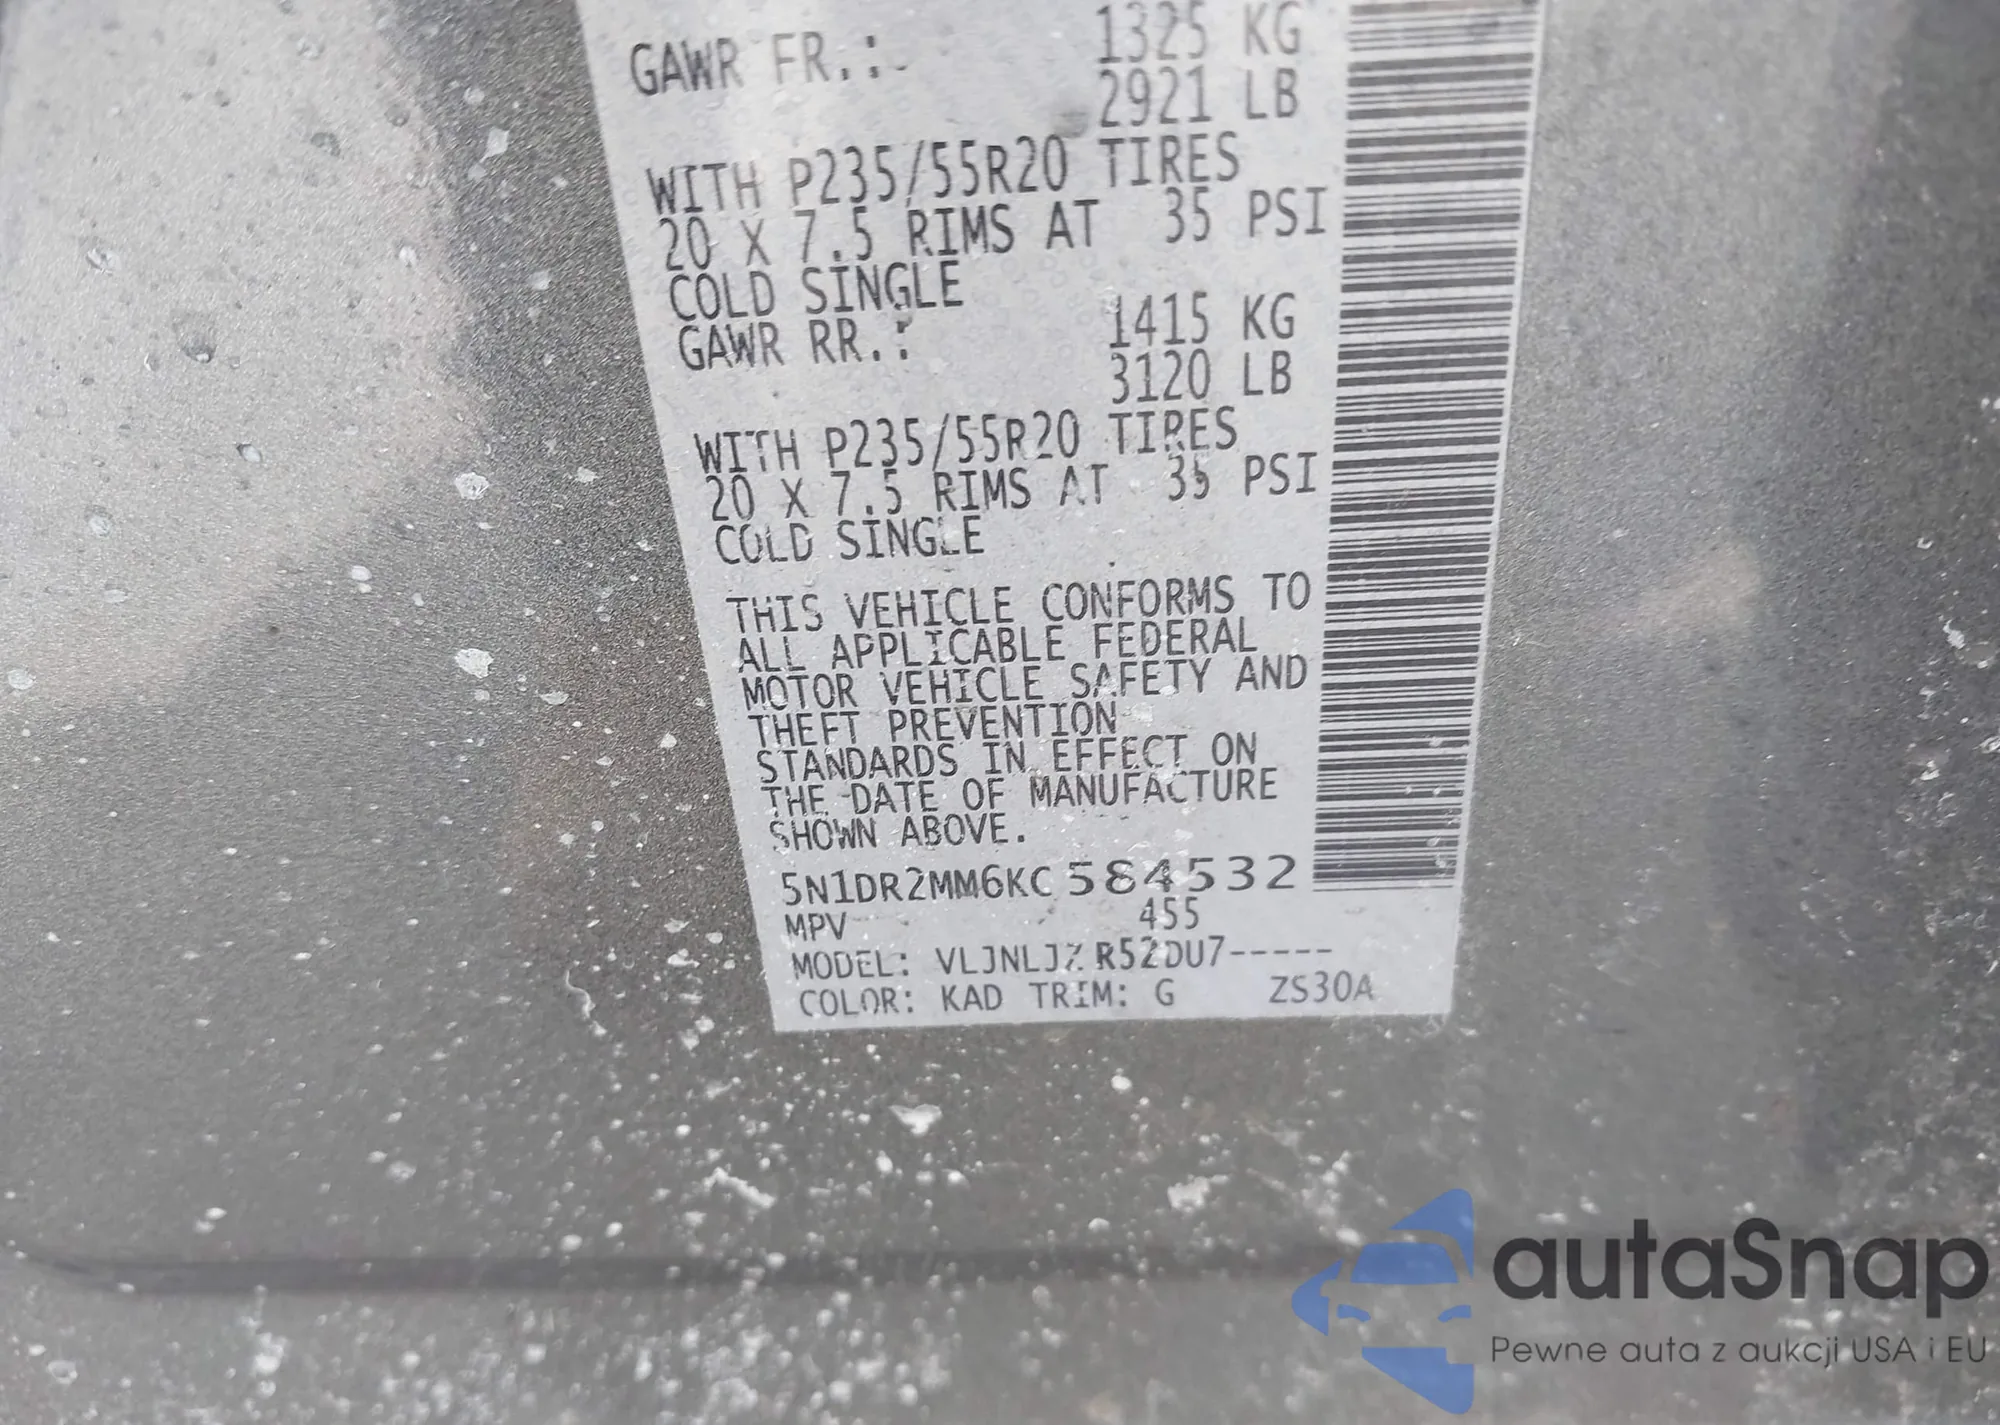 GAWR FR.: 1325 KG
2921 LB
WITH P235/55R20 TIRES
20 X 7.5 RIMS AT 35 PSI
COLD SINGLE
GAWR RR.: 1415 KG
3120 LB
WITH P235/55R20 TIRES
20 X 7.5 RIMS AT 35 PSI
COLD SINGLE
THIS VEHICLE CONFORMS TO
ALL APPLICABLE FEDERAL
MOTOR VEHICLE SAFETY AND
THEFT PREVENTION
STANDARDS IN EFFECT ON
THE DATE OF MANUFACTURE
SHOWN ABOVE.
5N1DR2MM6KC584532
MPV 455
MODEL: VLJNLJZ R52DU7-----
COLOR: KAD TRIM: G ZS30A
autaSnap
Pewne auta z aukcji USA i EU